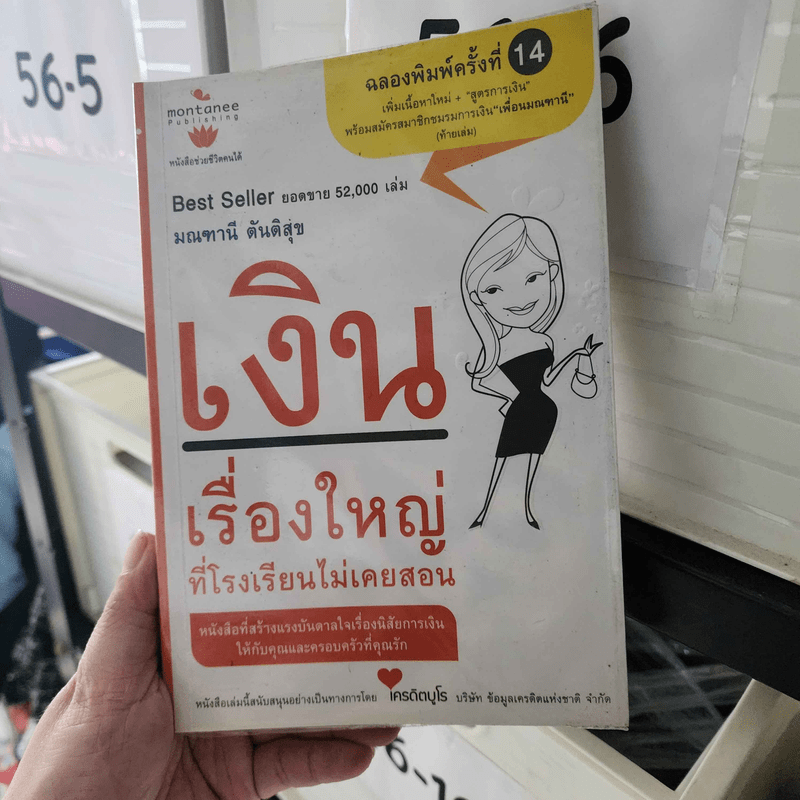 56-5
ฉลองพิมพ์ครั้งที่ 14
เพิ่มเนื้อหาใหม่ + "สูตรการเงิน"
พร้อมสมัครสมาชิกชมรมการเงิน"เพื่อนมณฑานี"
(ท้ายเล่ม)
montanee
Publishing
หนังสือช่วยชีวิตคนได้
Best Seller ยอดขาย 52,000 เล่ม
มณฑานี ตันติสุข
เงิน
เรื่องใหญ่
ที่โรงเรียนไม่เคยสอน
หนังสือที่สร้างแรงบันดาลใจเรื่องนิสัยการเงิน
ให้กับคุณและครอบครัวที่คุณรัก
หนังสือเล่มนี้สนับสนุนอย่างเป็นทางการโดย เครดิตบูโร บริษัท ข้อมูลเครดิตแห่งชาติ จำกัด